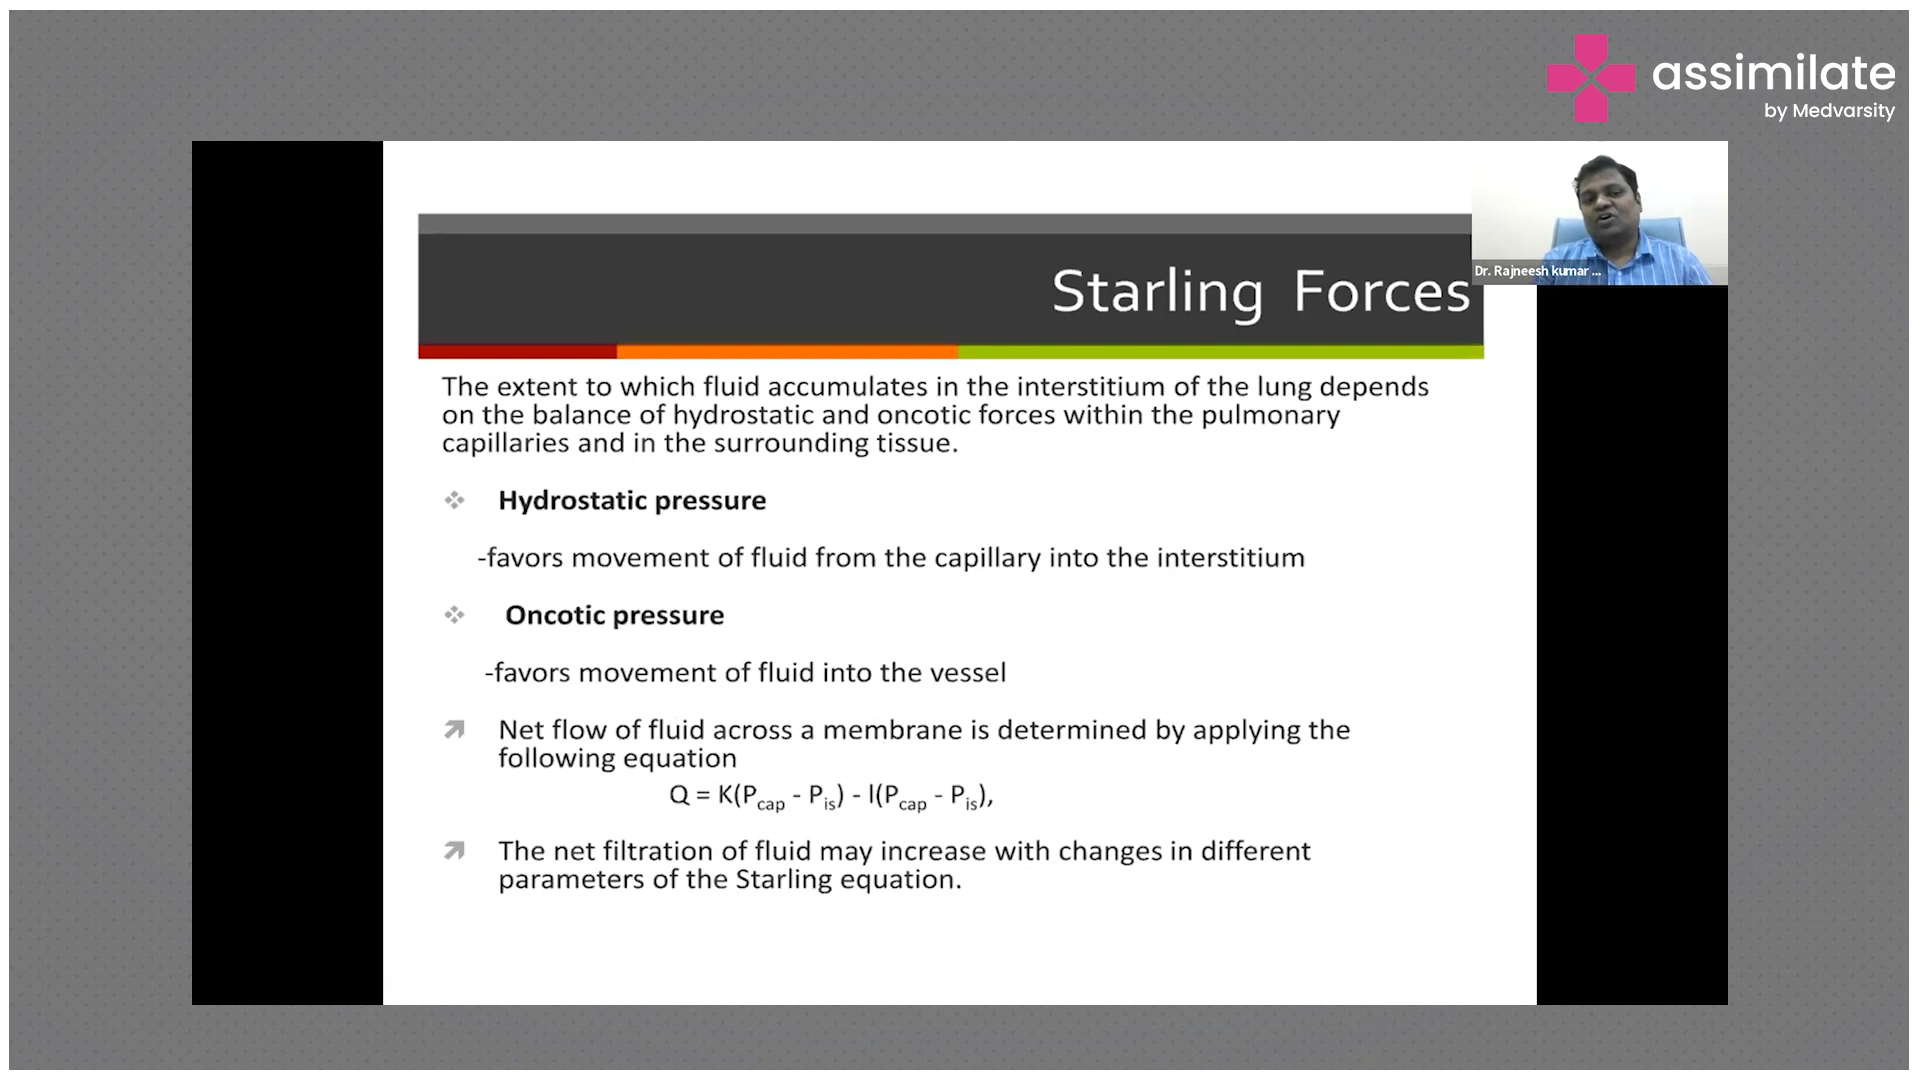 assimilate
by Medvarsity
Dr. Rajneesh kumar ...
Starling Forces
The extent to which fluid accumulates in the interstitium of the lung depends
on the balance of hydrostatic and oncotic forces within the pulmonary
capillaries and in the surrounding tissue.
❖ Hydrostatic pressure
-favors movement of fluid from the capillary into the interstitium
❖ Oncotic pressure
-favors movement of fluid into the vessel
Net flow of fluid across a membrane is determined by applying the
following equation
Q = K(Pcap - Pis) - l(Pcap - Pis),
The net filtration of fluid may increase with changes in different
parameters of the Starling equation.